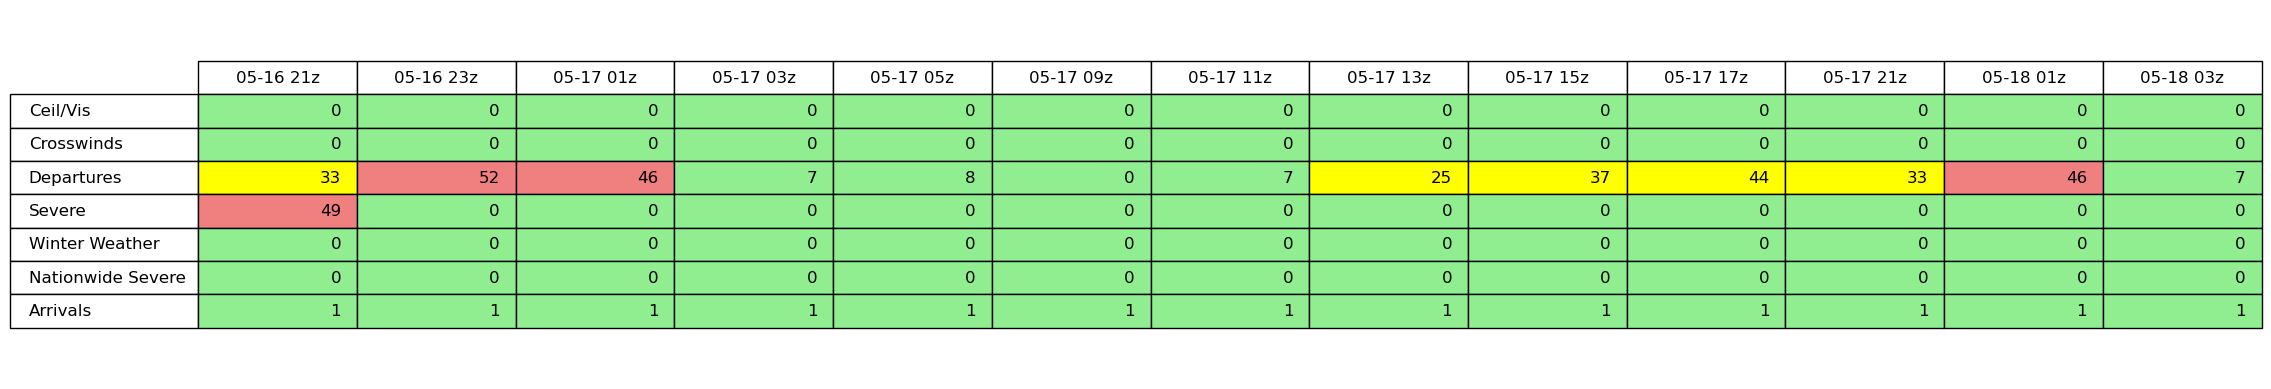 05-16 21z 05-16 23z 05-17 01z 05-17 03z 05-17 05z 05-17 09z 05-17 11z 05-17 13z 05-17 15z 05-17 17z 05-17 21z 05-18 01z 05-18 03z
Ceil/Vis 0 0 0 0 0 0 0 0 0 0 0 0 0
Crosswinds 0 0 0 0 0 0 0 0 0 0 0 0 0
Departures 33 52 46 7 8 0 7 25 37 44 33 46 7
Severe 49 0 0 0 0 0 0 0 0 0 0 0 0
Winter Weather 0 0 0 0 0 0 0 0 0 0 0 0 0
Nationwide Severe 0 0 0 0 0 0 0 0 0 0 0 0 0
Arrivals 1 1 1 1 1 1 1 1 1 1 1 1 1